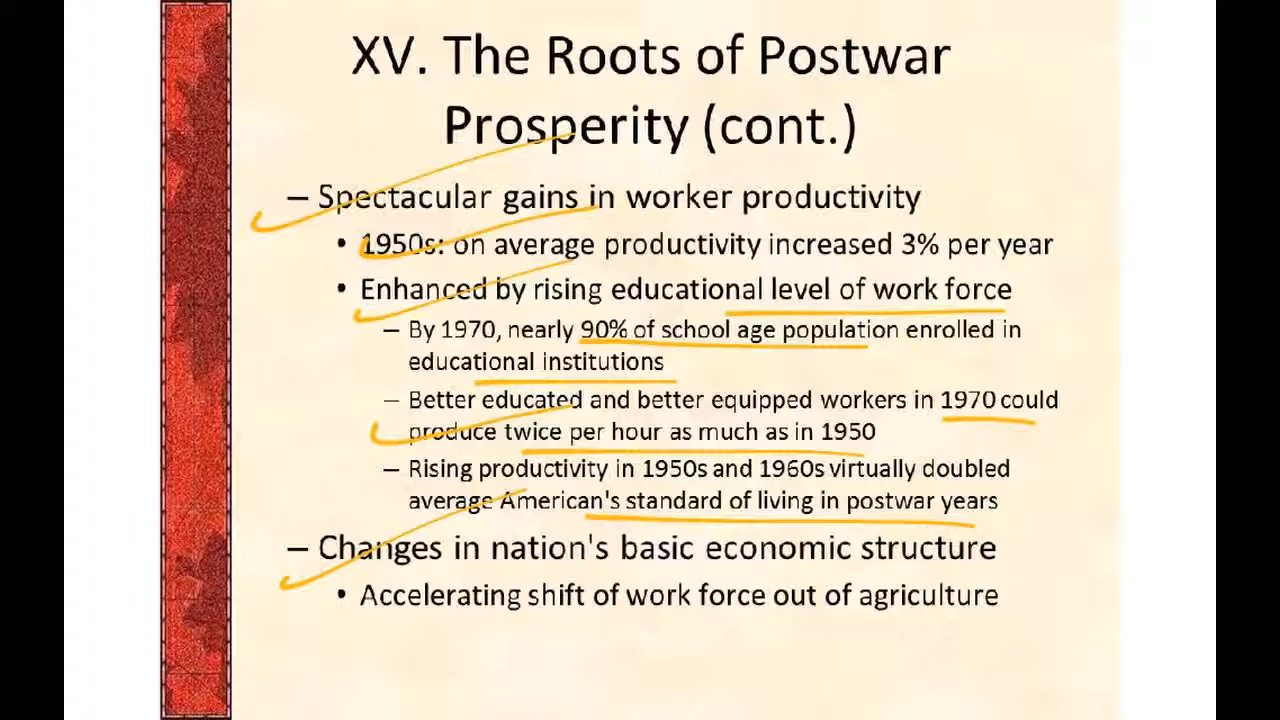 XV. The Roots of Postwar
Prosperity (cont.)
– Spectacular gains in worker productivity
• 1950s: on average productivity increased 3% per year
• Enhanced by rising educational level of work force
– By 1970, nearly 90% of school age population enrolled in
educational institutions
– Better educated and better equipped workers in 1970 could
produce twice per hour as much as in 1950
– Rising productivity in 1950s and 1960s virtually doubled
average American's standard of living in postwar years
– Changes in nation's basic economic structure
• Accelerating shift of work force out of agriculture